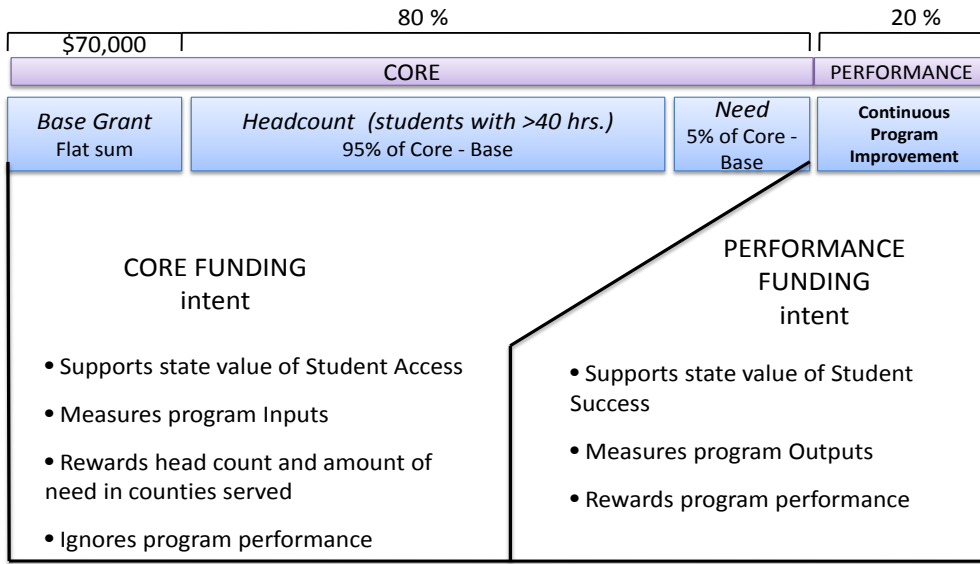 80 %
20 %
$70,000
CORE
PERFORMANCE
Base Grant
Flat sum
Headcount (students with >40 hrs.)
95% of Core - Base
Need
5% of Core -
Base
Continuous
Program
Improvement
CORE FUNDING
intent
• Supports state value of Student Access
• Measures program Inputs
• Rewards head count and amount of
need in counties served
• Ignores program performance
PERFORMANCE
FUNDING
intent
• Supports state value of Student
Success
• Measures program Outputs
• Rewards program performance